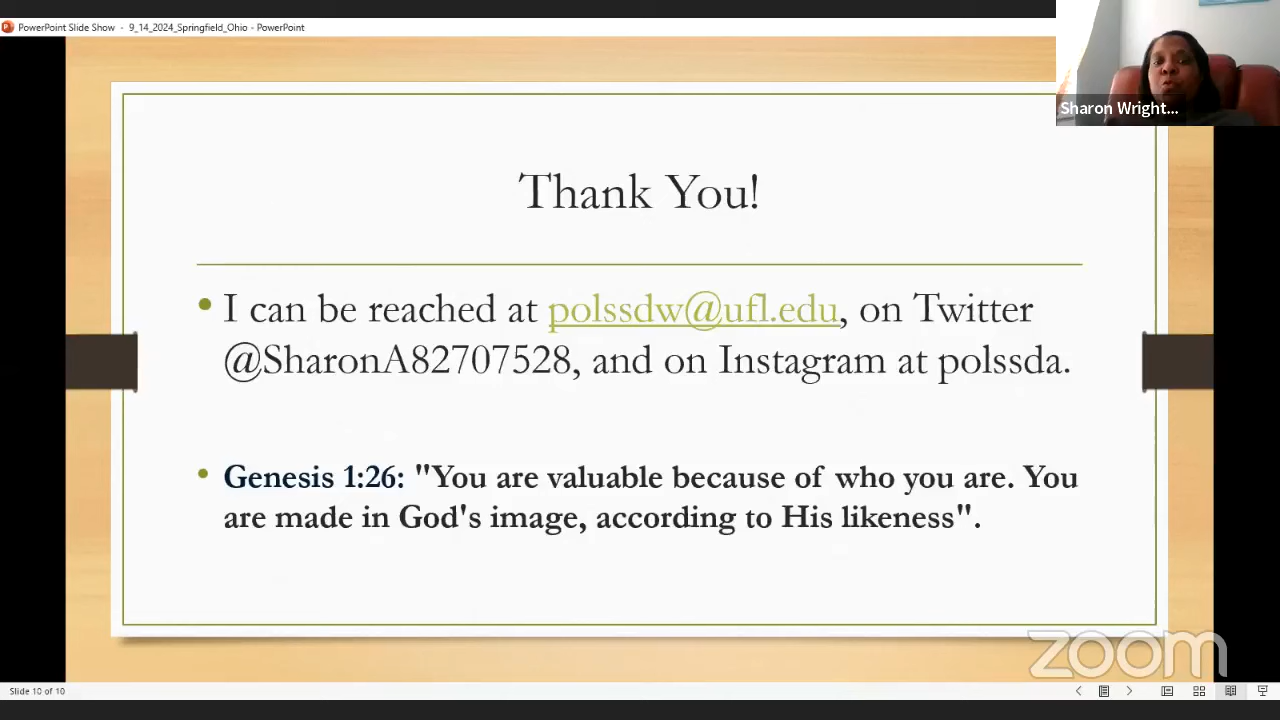 PowerPoint Slide Show - 9_14_2024_Springfield_Ohio - PowerPoint
Sharon Wright...
Thank You!
• I can be reached at polssdw@ufl.edu, on Twitter
@SharonA82707528, and on Instagram at polssda.
• Genesis 1:26: "You are valuable because of who you are. You
are made in God's image, according to His likeness".
zoom
Slide 10 of 10